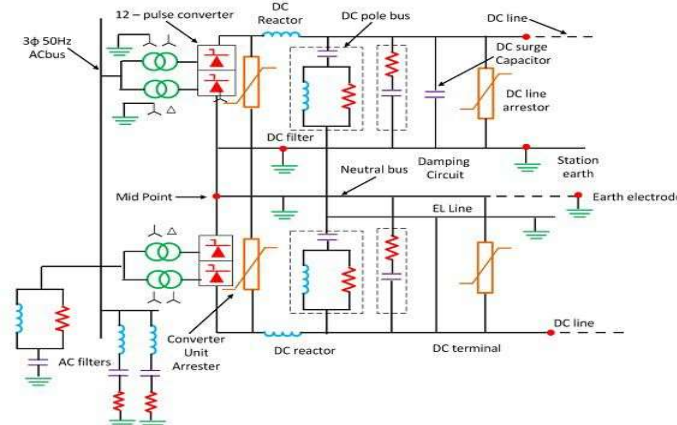 12 – pulse converter
DC
Reactor
DC pole bus
DC line
3ϕ 50Hz
ACbus
DC surge
Capacitor
DC line
arrestor
DC filter
Damping
Circuit
Station
earth
Neutral bus
Mid Point
Earth electrode
EL Line
DC line
Converter
Unit
Arrester
DC reactor
DC terminal
AC filters